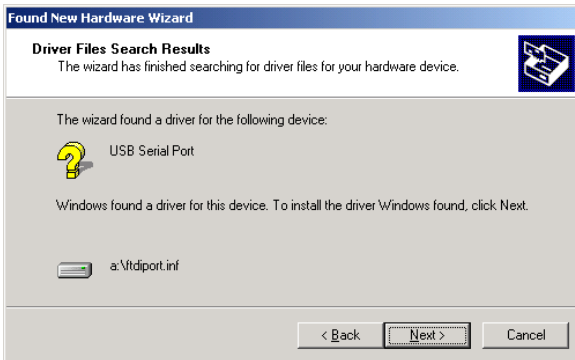 Found New Hardware Wizard
Driver Files Search Results
The wizard has finished searching for driver files for your hardware device.
The wizard found a driver for the following device:
USB Serial Port
Windows found a driver for this device. To install the driver Windows found, click Next.
a:\ftdiport.inf
< Back
Next >
Cancel